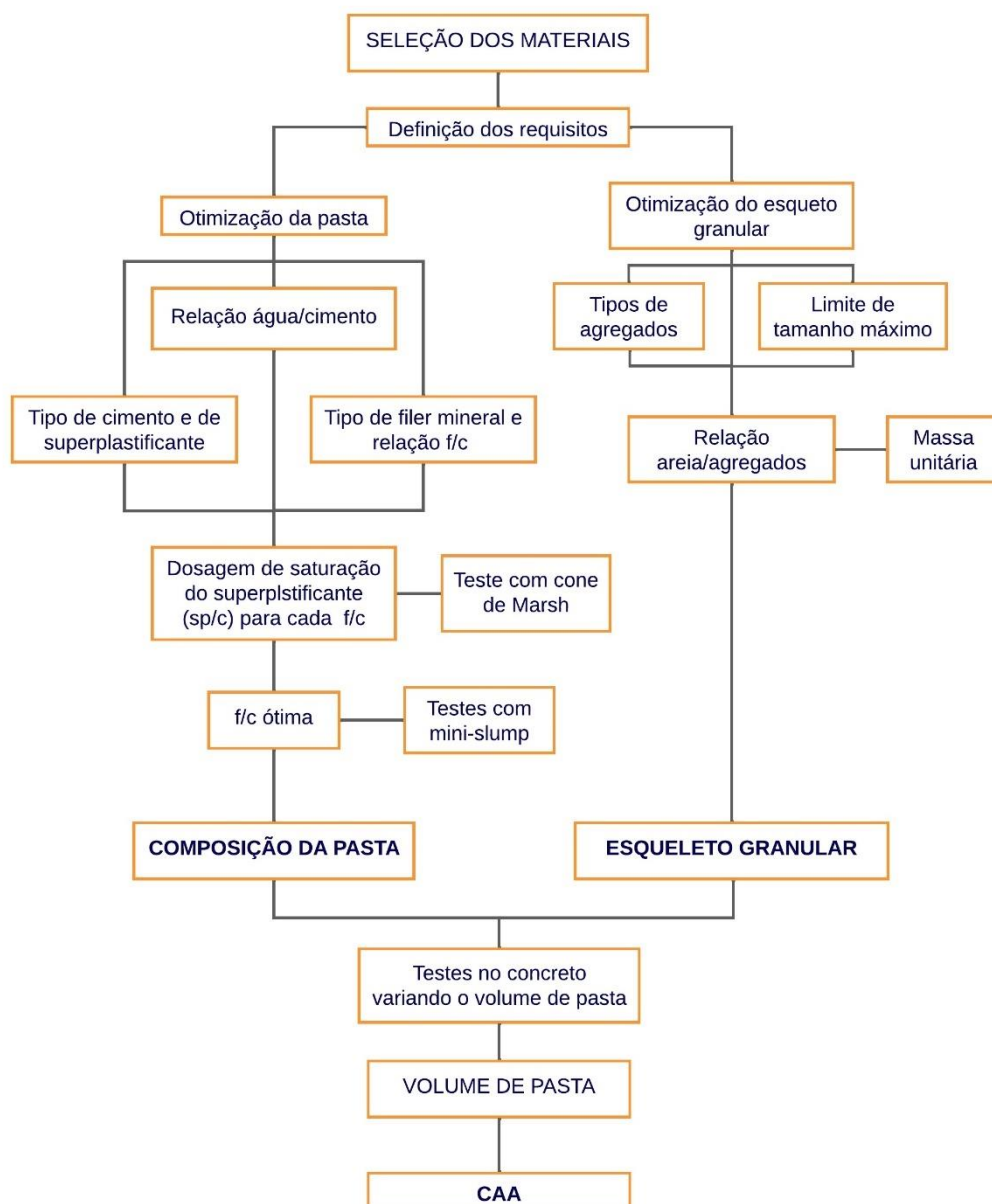 SELEÇÃO DOS MATERIAIS
Definição dos requisitos
Otimização da pasta
Otimização do esqueto
granular
Relação água/cimento
Tipos de
agregados
Limite de
tamanho máximo
Tipo de cimento e de
superplastificante
Tipo de filer mineral e
relação f/c
Relação
areia/agregados
Massa
unitária
Dosagem de saturação
do superplstificante
(sp/c) para cada f/c
Teste com cone
de Marsh
f/c ótima
Testes com
mini-slump
COMPOSIÇÃO DA PASTA
ESQUELETO GRANULAR
Testes no concreto
variando o volume de pasta
VOLUME DE PASTA
CAA